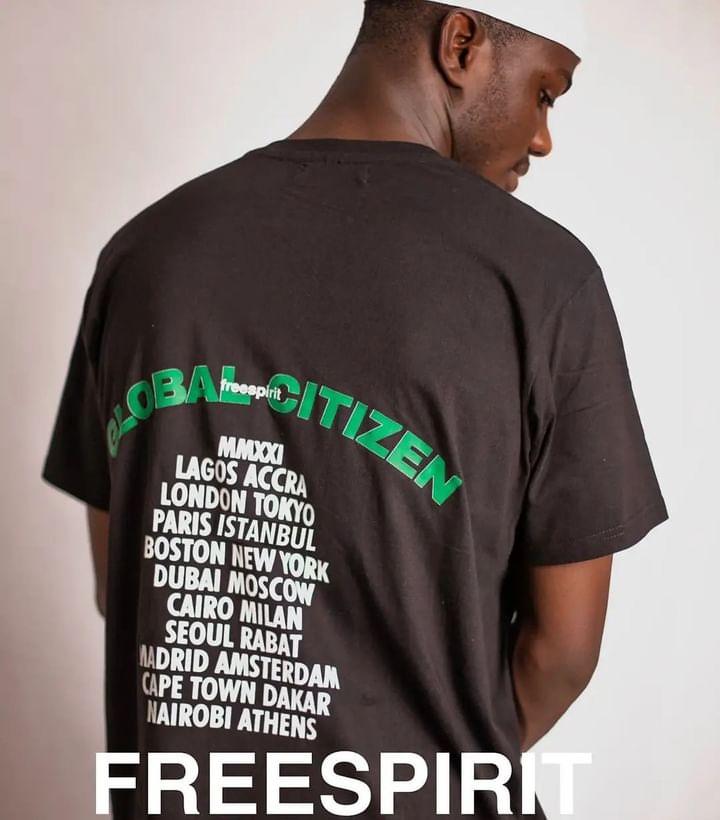 GLOBAL CITIZEN
freespirit
MMXXI
LAGOS ACCRA
LONDON TOKYO
PARIS ISTANBUL
BOSTON NEW YORK
DUBAI MOSCOW
CAIRO MILAN
SEOUL RABAT
MADRID AMSTERDAM
CAPE TOWN DAKAR
NAIROBI ATHENS
FREESPIRIT